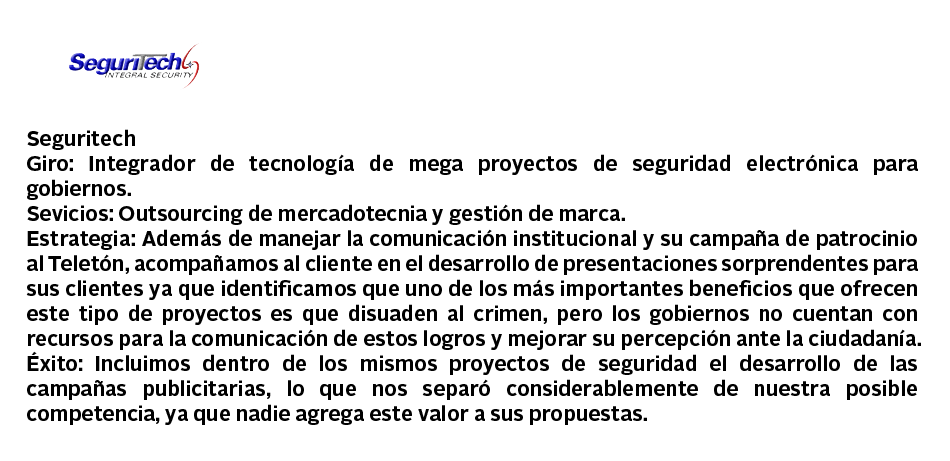 SeguriTech
INTEGRAL SECURITY
Seguritech
Giro: Integrador de tecnología de mega proyectos de seguridad electrónica para
gobiernos.
Sevicios: Outsourcing de mercadotecnia y gestión de marca.
Estrategia: Además de manejar la comunicación institucional y su campaña de patrocinio
al Teletón, acompañamos al cliente en el desarrollo de presentaciones sorprendentes para
sus clientes ya que identificamos que uno de los más importantes beneficios que ofrecen
este tipo de proyectos es que disuaden al crimen, pero los gobiernos no cuentan con
recursos para la comunicación de estos logros y mejorar su percepción ante la ciudadanía.
Éxito: Incluimos dentro de los mismos proyectos de seguridad el desarrollo de las
campañas publicitarias, lo que nos separó considerablemente de nuestra posible
competencia, ya que nadie agrega este valor a sus propuestas.